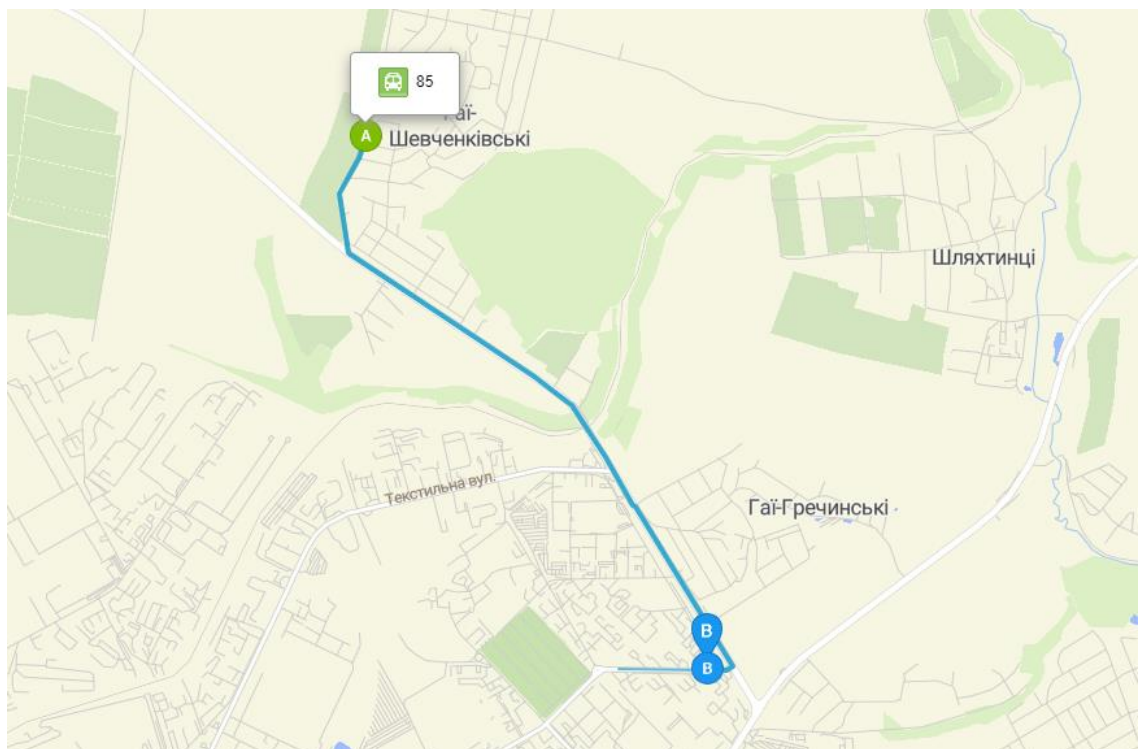 85
Гаї-
Шевченківські
A
Шляхтинці
Текстильна вул.
Гаї-Гречинські
B
B